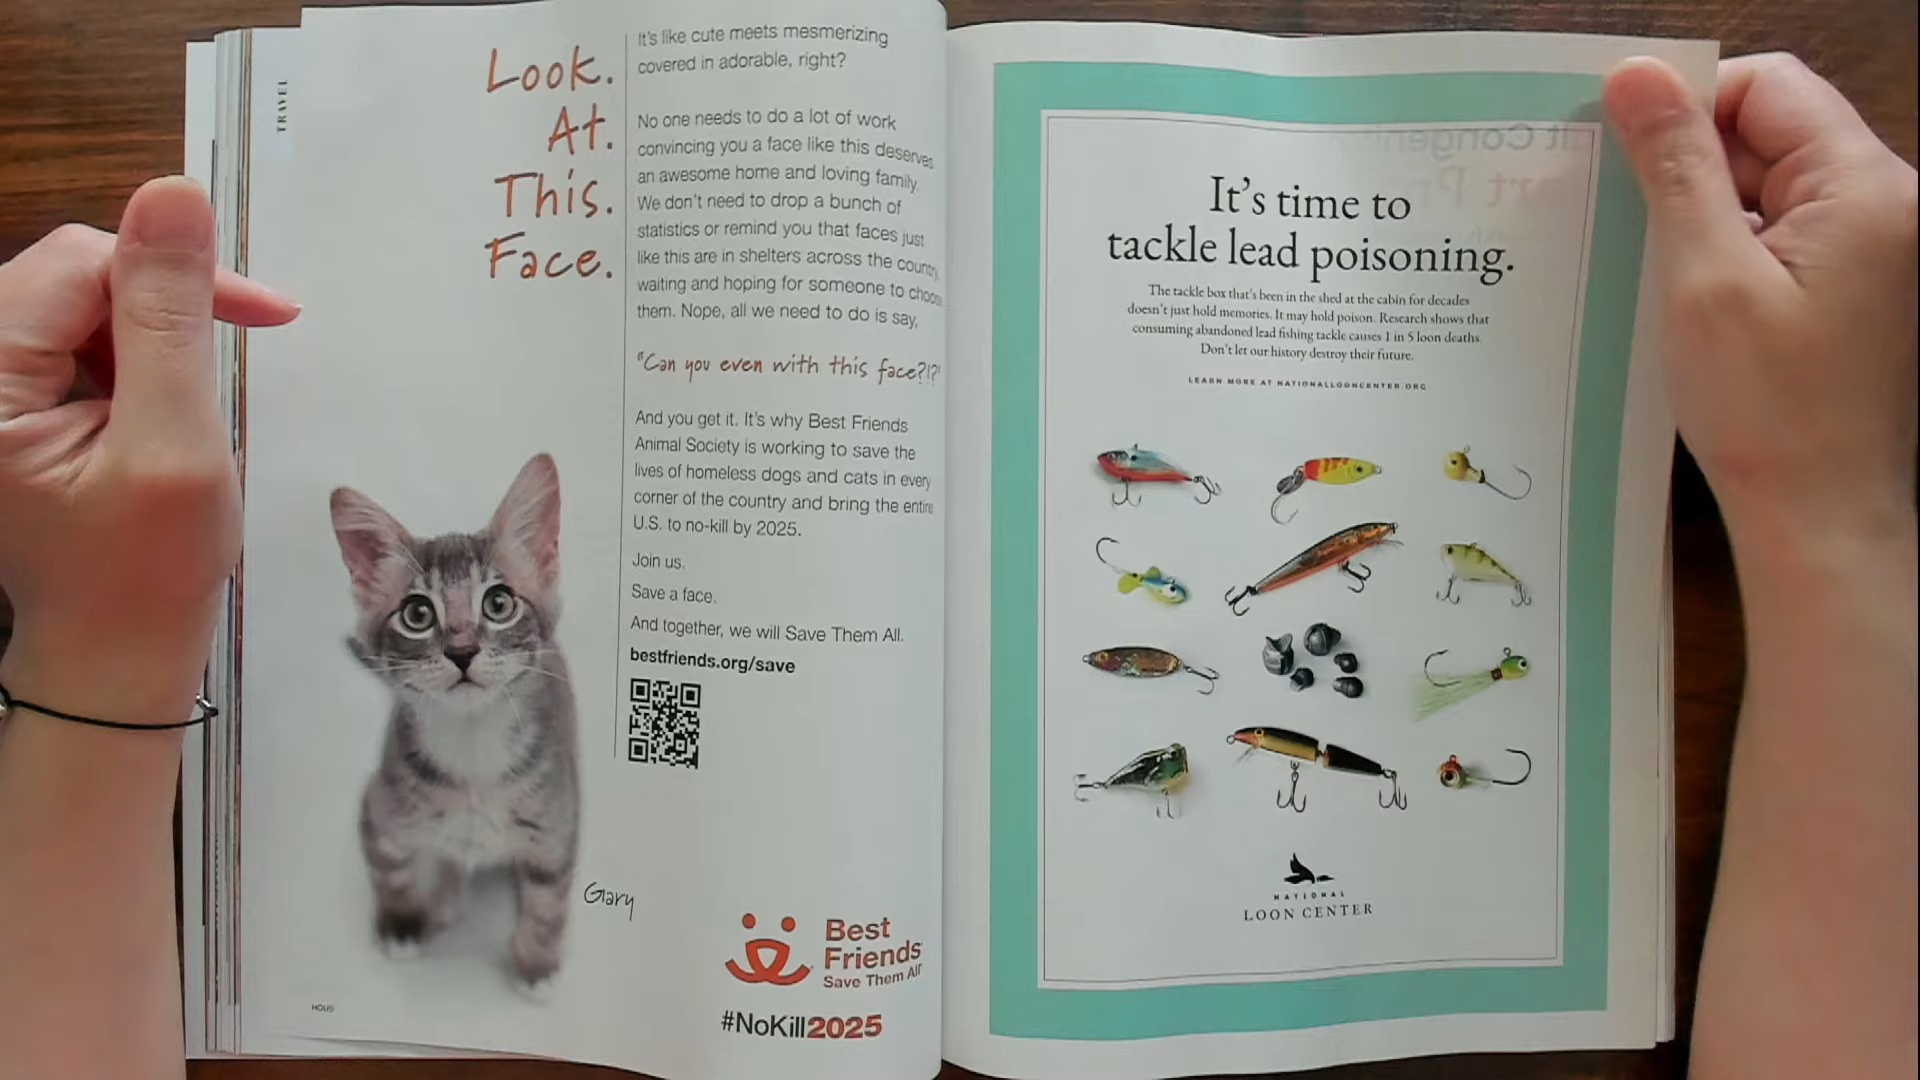 TRAVEL
Look.
At.
This.
Face.
It's like cute meets mesmerizing
covered in adorable, right?
No one needs to do a lot of work
convincing you a face like this deserves
an awesome home and loving family.
We don't need to drop a bunch of
statistics or remind you that faces just
like this are in shelters across the country,
waiting and hoping for someone to choose
them. Nope, all we need to do is say,
"Can you even with this face?!?"
And you get it. It's why Best Friends
Animal Society is working to save the
lives of homeless dogs and cats in every
corner of the country and bring the entire
U.S. to no-kill by 2025.
Join us.
Save a face.
And together, we will Save Them All.
bestfriends.org/save
Gary
Best
Friends
Save Them All
#NoKill2025
HOUS
It's time to
tackle lead poisoning.
The tackle box that's been in the shed at the cabin for decades
doesn't just hold memories. It may hold poison. Research shows that
consuming abandoned lead fishing tackle causes 1 in 5 loon deaths.
Don't let our history destroy their future.
LEARN MORE AT NATIONALLOONCENTER.ORG
NATIONAL
LOON CENTER